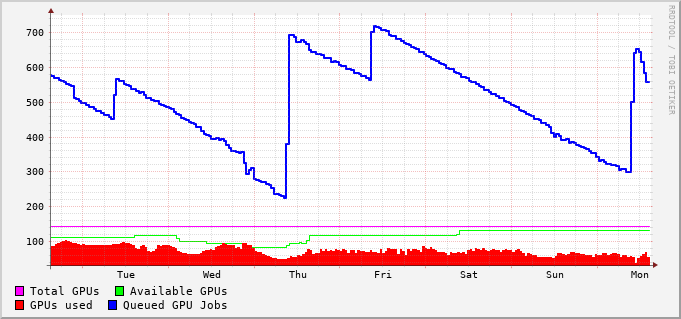 700
600
500
400
300
200
100
Tue Wed Thu Fri Sat Sun Mon
Total GPUs Available GPUs
GPUs used Queued GPU Jobs
RRDTOOL / TOBI OETIKER